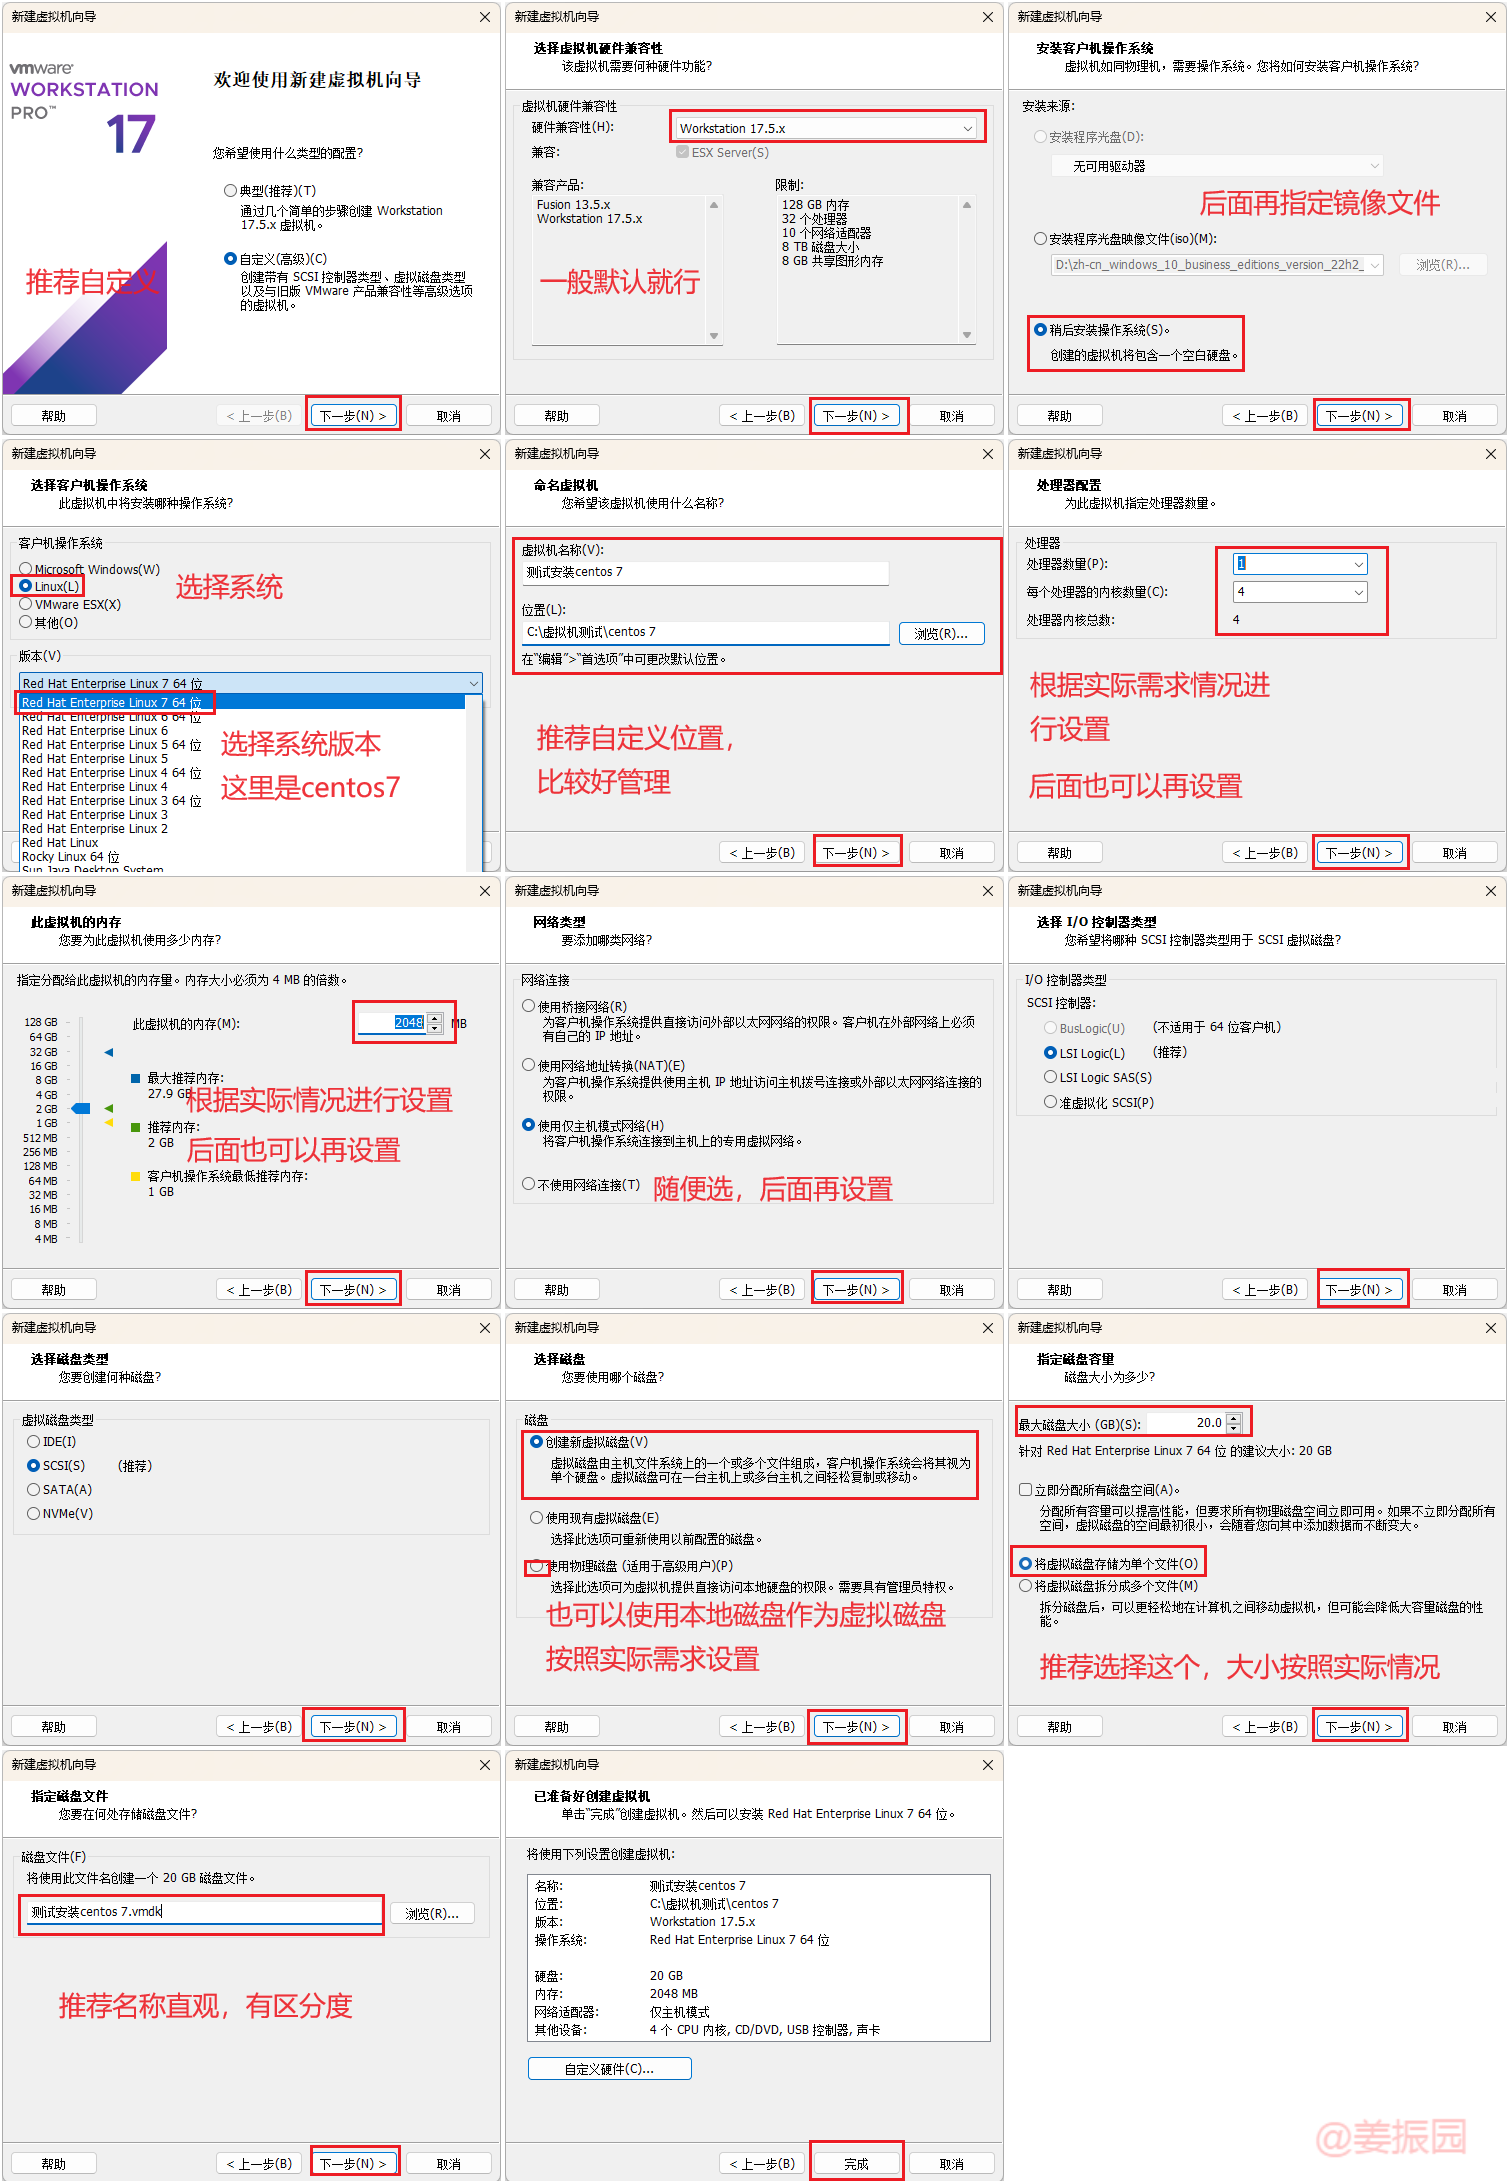 新建虚拟机向导
vmware
WORKSTATION
PRO™
17
欢迎使用新建虚拟机向导
您希望使用什么类型的配置?
典型(推荐)(T)
通过几个简单的步骤创建 Workstation
17.5.x 虚拟机。
自定义(高级)(C)
创建带有 SCSI 控制器类型、虚拟磁盘类型
以及与旧版 VMware 产品兼容性等高级选项
的虚拟机。
推荐自定义
帮助
< 上一步(B)
下一步(N) >
取消
新建虚拟机向导
选择虚拟机硬件兼容性
该虚拟机需要何种硬件功能?
虚拟机硬件兼容性
硬件兼容性(H):
Workstation 17.5.x
兼容:
ESX Server(S)
兼容产品:
Fusion 13.5.x
Workstation 17.5.x
限制:
128 GB 内存
32 个处理器
10 个网络适配器
8 TB 磁盘大小
8 GB 共享图形内存
一般默认就行
帮助
< 上一步(B)
下一步(N) >
取消
新建虚拟机向导
安装客户机操作系统
虚拟机如同物理机，需要操作系统。您将如何安装客户机操作系统?
安装来源:
安装程序光盘(D):
无可用驱动器
后面再指定镜像文件
安装程序光盘映像文件(iso)(M):
D:\zh-cn_windows_10_business_editions_version_22h2_
浏览(R)...
稍后安装操作系统(S)。
创建的虚拟机将包含一个空白硬盘。
帮助
< 上一步(B)
下一步(N) >
取消
新建虚拟机向导
选择客户机操作系统
此虚拟机中将安装哪种操作系统?
客户机操作系统
Microsoft Windows(W)
Linux(L)
VMware ESX(X)
其他(O)
选择系统
版本(V)
Red Hat Enterprise Linux 7 64 位
Red Hat Enterprise Linux 7 64 位
Red Hat Enterprise Linux 6 64 位
Red Hat Enterprise Linux 6
Red Hat Enterprise Linux 5 64 位
Red Hat Enterprise Linux 5
Red Hat Enterprise Linux 4 64 位
Red Hat Enterprise Linux 4
Red Hat Enterprise Linux 3 64 位
Red Hat Enterprise Linux 3
Red Hat Enterprise Linux 2
Red Hat Linux
Rocky Linux 64 位
Sun Java Desktop System
选择系统版本
这里是centos7
新建虚拟机向导
命名虚拟机
您希望该虚拟机使用什么名称?
虚拟机名称(V):
测试安装centos 7
位置(L):
C:\虚拟机测试\centos 7
浏览(R)...
在"编辑">"首选项"中可更改默认位置。
推荐自定义位置，
比较好管理
< 上一步(B)
下一步(N) >
取消
新建虚拟机向导
处理器配置
为此虚拟机指定处理器数量。
处理器
处理器数量(P):
1
每个处理器的内核数量(C):
4
处理器内核总数:
4
根据实际需求情况进
行设置
后面也可以再设置
帮助
< 上一步(B)
下一步(N) >
取消
新建虚拟机向导
此虚拟机的内存
您要为此虚拟机使用多少内存?
指定分配给此虚拟机的内存量。内存大小必须为 4 MB 的倍数。
此虚拟机的内存(M):
2048
MB
128 GB
64 GB
32 GB
16 GB
8 GB
4 GB
2 GB
1 GB
512 MB
256 MB
128 MB
64 MB
32 MB
16 MB
8 MB
4 MB
最大推荐内存:
27.9 GB
推荐内存:
2 GB
客户机操作系统最低推荐内存:
1 GB
根据实际情况进行设置
后面也可以再设置
帮助
< 上一步(B)
下一步(N) >
取消
新建虚拟机向导
网络类型
要添加哪类网络?
网络连接
使用桥接网络(R)
为客户机操作系统提供直接访问外部以太网网络的权限。客户机在外部网络上必须
有自己的 IP 地址。
使用网络地址转换(NAT)(E)
为客户机操作系统提供使用主机 IP 地址访问主机拨号连接或外部以太网网络连接的
权限。
使用仅主机模式网络(H)
将客户机操作系统连接到主机上的专用虚拟网络。
不使用网络连接(T)
随便选，后面再设置
帮助
< 上一步(B)
下一步(N) >
取消
新建虚拟机向导
选择 I/O 控制器类型
您希望将哪种 SCSI 控制器类型用于 SCSI 虚拟磁盘?
I/O 控制器类型
SCSI 控制器:
BusLogic(U) (不适用于 64 位客户机)
LSI Logic(L) (推荐)
LSI Logic SAS(S)
准虚拟化 SCSI(P)
帮助
< 上一步(B)
下一步(N) >
取消
新建虚拟机向导
选择磁盘类型
您要创建何种磁盘?
虚拟磁盘类型
IDE(I)
SCSI(S) (推荐)
SATA(A)
NVMe(V)
帮助
< 上一步(B)
下一步(N) >
取消
新建虚拟机向导
选择磁盘
您要使用哪个磁盘?
磁盘
创建新虚拟磁盘(V)
虚拟磁盘由主机文件系统上的一个或多个文件组成，客户机操作系统会将其视为
单个硬盘。虚拟磁盘可在一台主机上或多台主机之间轻松复制或移动。
使用现有虚拟磁盘(E)
选择此选项可重新使用以前配置的磁盘。
使用物理磁盘 (适用于高级用户)(P)
选择此选项可为虚拟机提供直接访问本地硬盘的权限。需要具有管理员特权。
也可以使用本地磁盘作为虚拟磁盘
按照实际需求设置
帮助
< 上一步(B)
下一步(N) >
取消
新建虚拟机向导
指定磁盘容量
磁盘大小为多少?
最大磁盘大小 (GB)(S):
20.0
针对 Red Hat Enterprise Linux 7 64 位 的建议大小: 20 GB
立即分配所有磁盘空间(A)。
分配所有容量可以提高性能，但要求所有物理磁盘空间立即可用。如果不立即分配所有
空间，虚拟磁盘的空间最初很小，会随着您向其中添加数据而不断变大。
将虚拟磁盘存储为单个文件(O)
将虚拟磁盘拆分成多个文件(M)
拆分磁盘后，可以更轻松地在计算机之间移动虚拟机，但可能会降低大容量磁盘的性
能。
推荐选择这个，大小按照实际情况
帮助
< 上一步(B)
下一步(N) >
取消
新建虚拟机向导
指定磁盘文件
您要在何处存储磁盘文件?
磁盘文件(F)
将使用此文件名创建一个 20 GB 磁盘文件。
测试安装centos 7.vmdk
浏览(R)...
推荐名称直观，有区分度
帮助
< 上一步(B)
下一步(N) >
取消
新建虚拟机向导
已准备好创建虚拟机
单击"完成"创建虚拟机。然后可以安装 Red Hat Enterprise Linux 7 64 位。
将使用下列设置创建虚拟机:
名称: 测试安装centos 7
位置: C:\虚拟机测试\centos 7
版本: Workstation 17.5.x
操作系统: Red Hat Enterprise Linux 7 64 位
硬盘: 20 GB
内存: 2048 MB
网络适配器: 仅主机模式
其他设备: 4 个 CPU 内核, CD/DVD, USB 控制器, 声卡
自定义硬件(C)...
< 上一步(B)
完成
取消
@姜振园